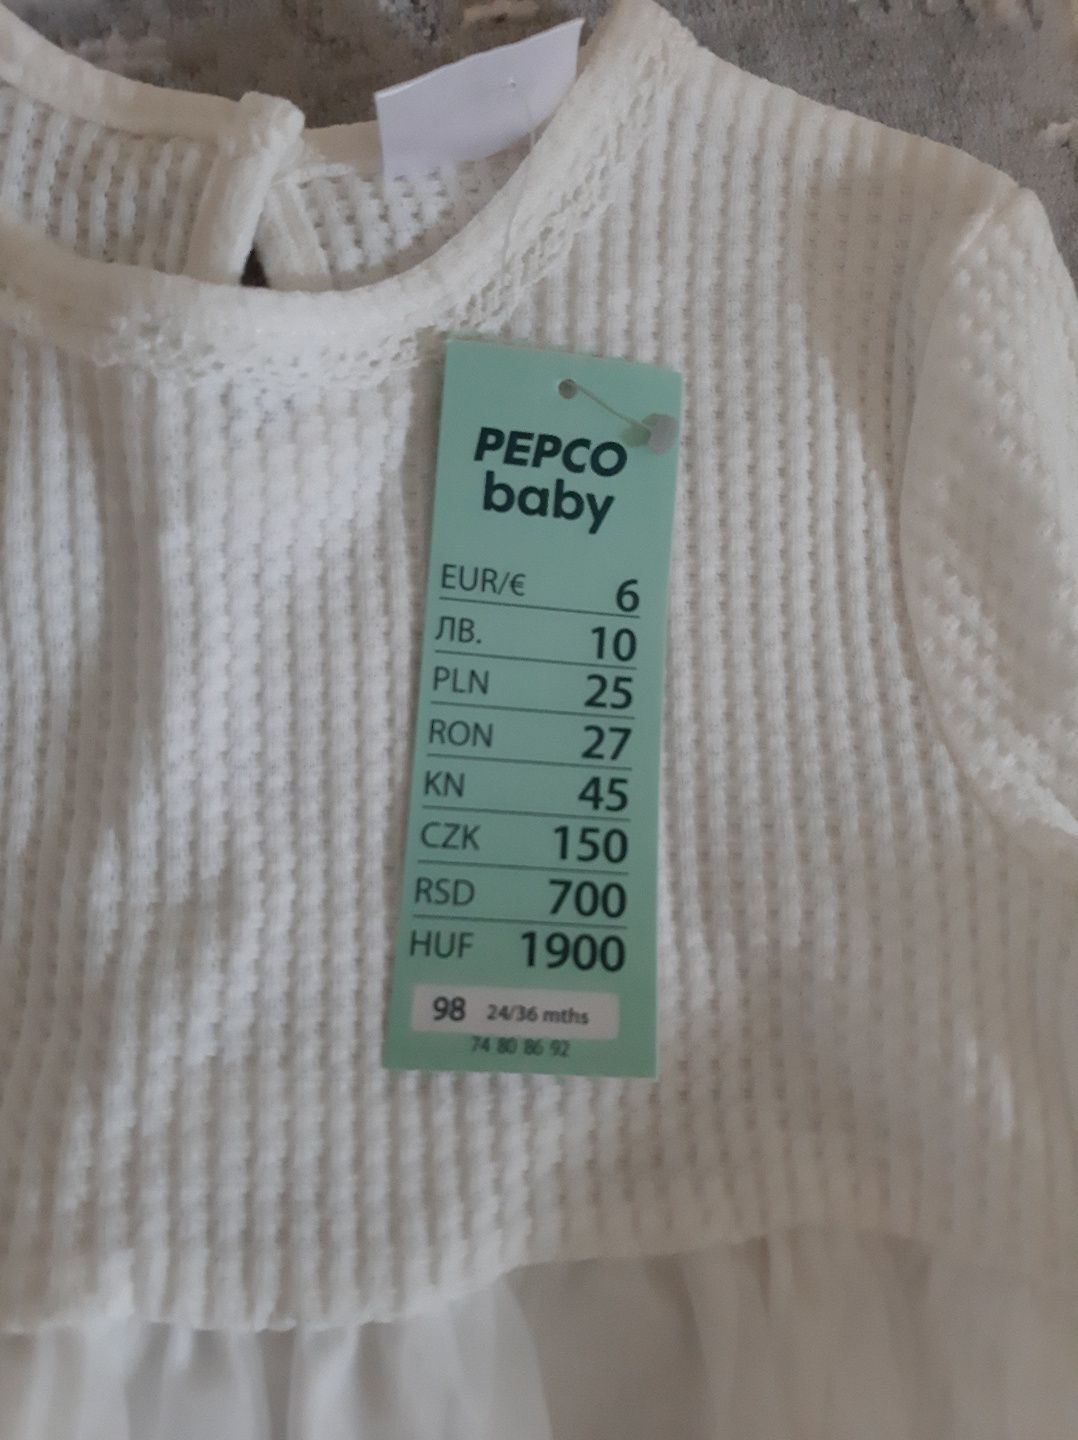 PEPCO
baby
EUR/€ 6
ЛВ. 10
PLN 25
RON 27
KN 45
CZK 150
RSD 700
HUF 1900
98 24/36 mths
74 80 86 92